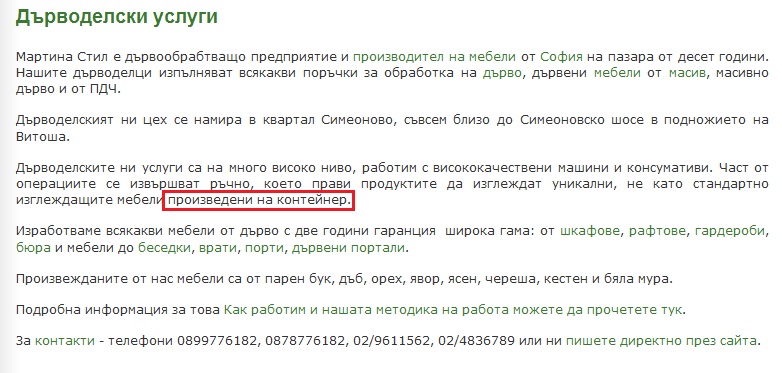 Дърводелски услуги
Мартина Стил е дървообрабтващо предприятие и производител на мебели от София на пазара от десет години.
Нашите дърводелци изпълняват всякакви поръчки за обработка на дърво, дървени мебели от масив, масивно
дърво и от ПДЧ.
Дърводелският ни цех се намира в квартал Симеоново, съвсем близо до Симеоновско шосе в подножието на
Витоша.
Дърводелските ни услуги са на много високо ниво, работим с висококачествени машини и консумативи. Част от
операциите се извършват ръчно, което прави продуктите да изглеждат уникални, не като стандартно
изглеждащите мебели произведени на контейнер.
Изработваме всякакви мебели от дърво с две години гаранция широка гама: от шкафове, рафтове, гардероби,
бюра и мебели до беседки, врати, порти, дървени портали.
Произвежданите от нас мебели са от парен бук, дъб, орех, явор, ясен, череша, кестен и бяла мура.
Подробна информация за това Как работим и нашата методика на работа можете да прочетете тук.
За контакти - телефони 0899776182, 0878776182, 02/9611562, 02/4836789 или ни пишете директно през сайта.